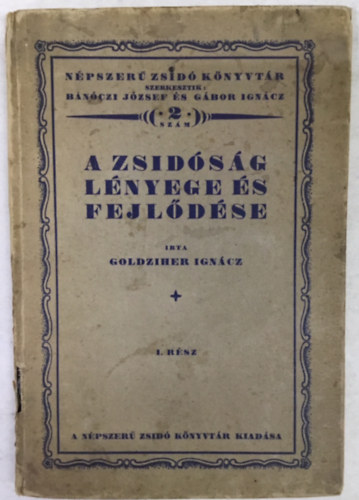 NÉPSZERŰ ZSIDÓ KÖNYVTÁR
SZERKESZTIK:
BÁNÓCZI JÓZSEF ÉS GÁBOR IGNÁCZ
2
SZÁM
A ZSIDÓSÁG
LÉNYEGE ÉS
FEJLŐDÉSE
IRTA
GOLDZIHER IGNÁCZ
I. RÉSZ
A NÉPSZERŰ ZSIDÓ KÖNYVTÁR KIADÁSA